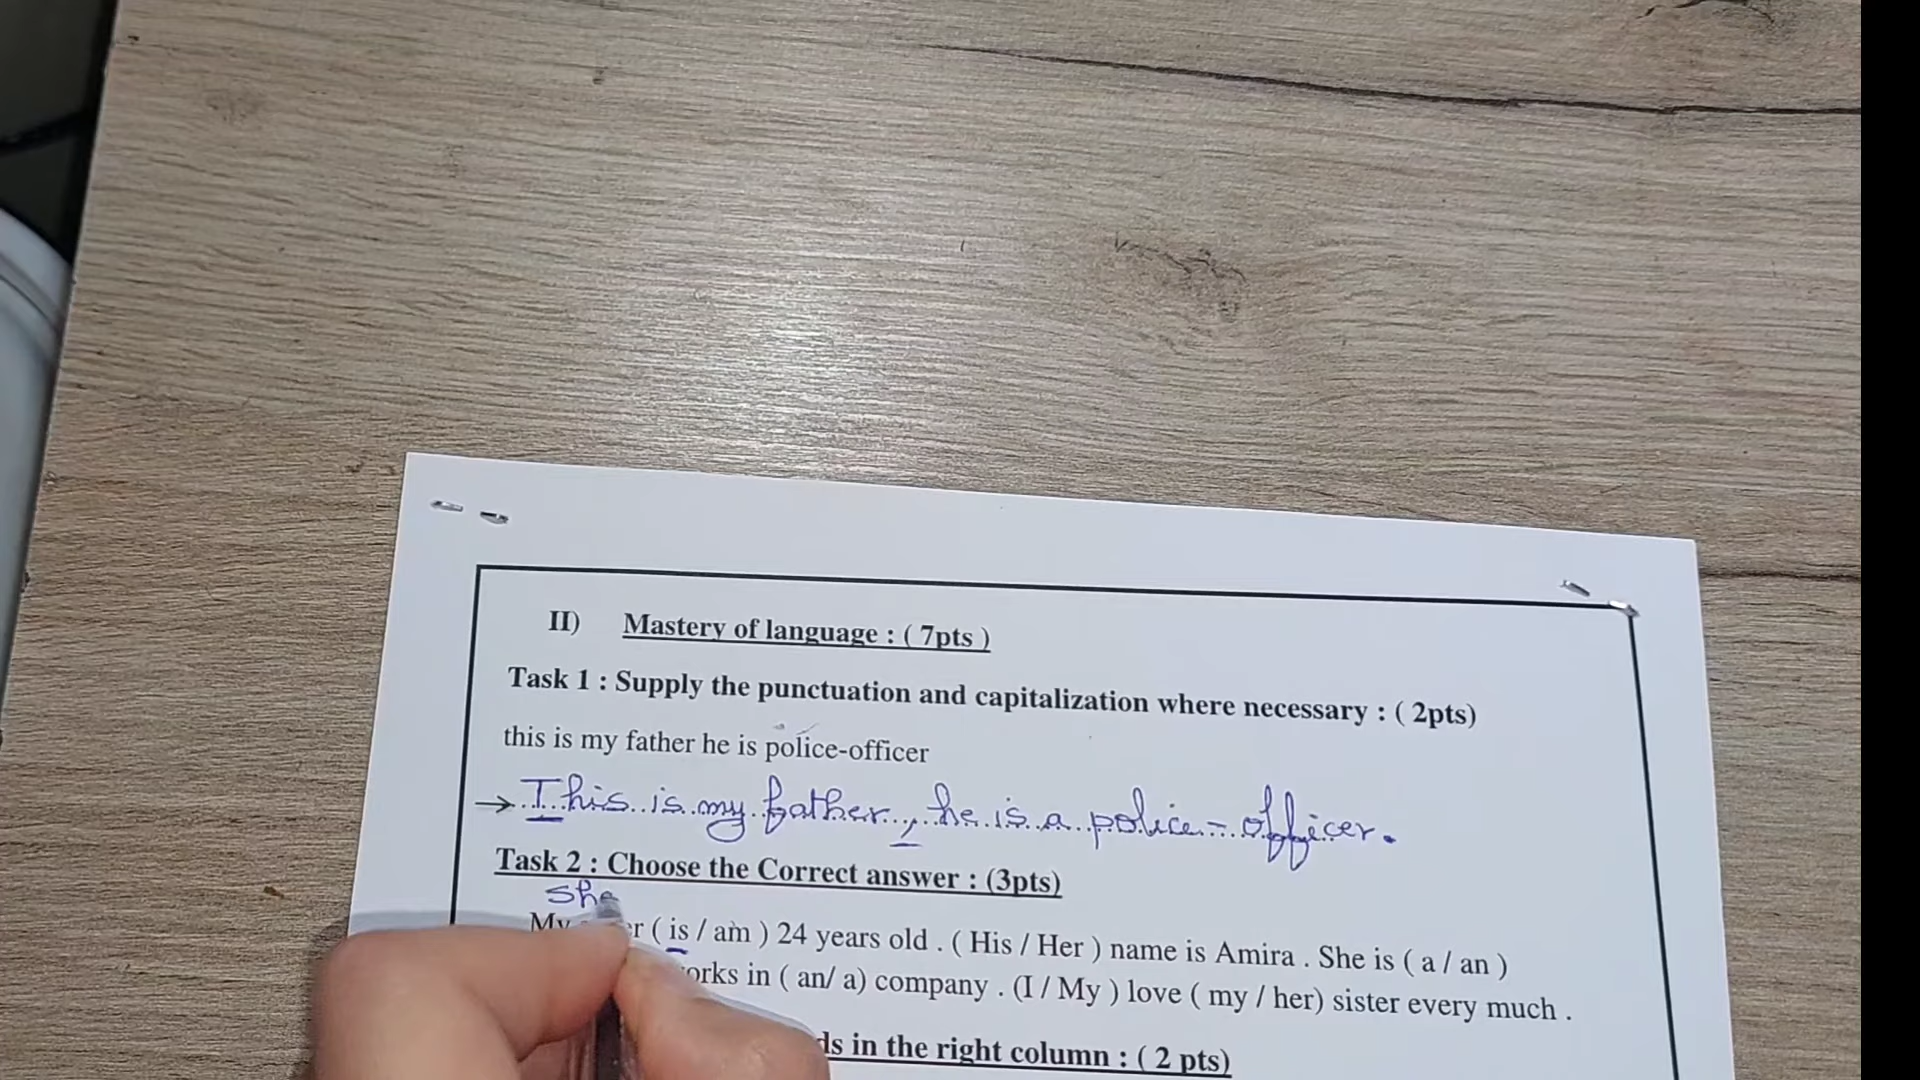 II) Mastery of language : ( 7pts )
Task 1 : Supply the punctuation and capitalization where necessary : ( 2pts)
this is my father he is police-officer
→ This is my father, he is a police-officer.
Task 2 : Choose the Correct answer : (3pts)
She
My ( is / am ) 24 years old . ( His / Her ) name is Amira . She is ( a / an )
in ( an/ a) company . (I / My ) love ( my / her) sister every much .
in the right column : ( 2 pts)